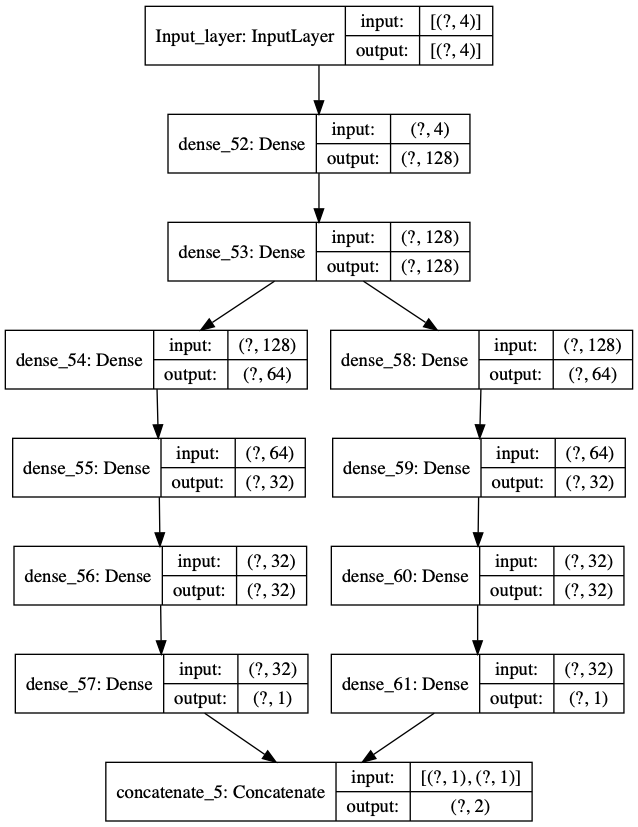 Input_layer: InputLayer
input: [(?, 4)]
output: [(?, 4)]
dense_52: Dense
input: (?, 4)
output: (?, 128)
dense_53: Dense
input: (?, 128)
output: (?, 128)
dense_54: Dense
input: (?, 128)
output: (?, 64)
dense_58: Dense
input: (?, 128)
output: (?, 64)
dense_55: Dense
input: (?, 64)
output: (?, 32)
dense_59: Dense
input: (?, 64)
output: (?, 32)
dense_56: Dense
input: (?, 32)
output: (?, 32)
dense_60: Dense
input: (?, 32)
output: (?, 32)
dense_57: Dense
input: (?, 32)
output: (?, 1)
dense_61: Dense
input: (?, 32)
output: (?, 1)
concatenate_5: Concatenate
input: [(?, 1), (?, 1)]
output: (?, 2)